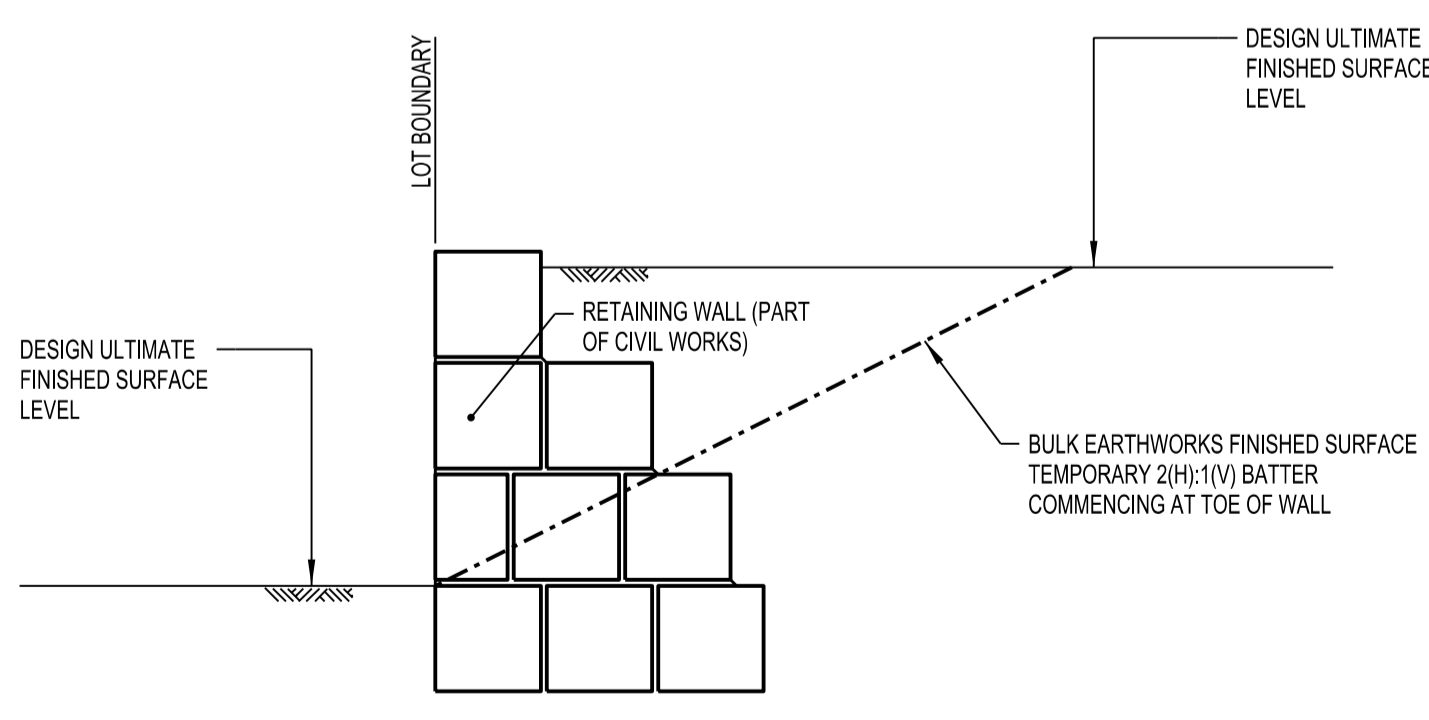 LOT BOUNDARY
DESIGN ULTIMATE
FINISHED SURFACE
LEVEL
RETAINING WALL (PART
OF CIVIL WORKS)
DESIGN ULTIMATE
FINISHED SURFACE
LEVEL
BULK EARTHWORKS FINISHED SURFACE
TEMPORARY 2(H):1(V) BATTER
COMMENCING AT TOE OF WALL